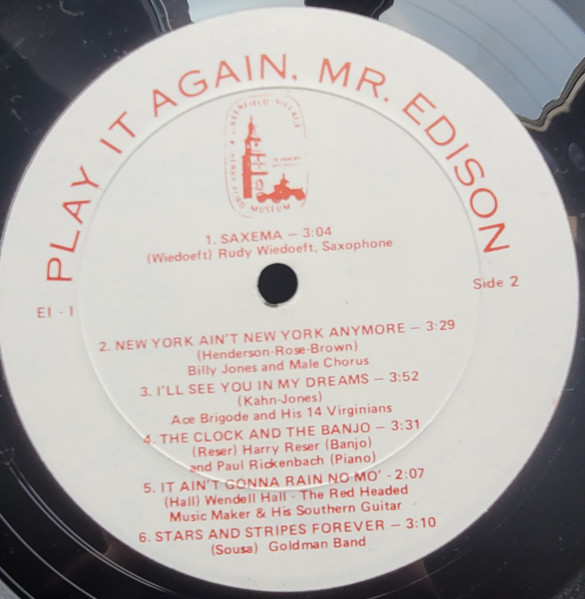 PLAY IT AGAIN, MR. EDISON
GREENFIELD VILLAGE
HENRY FORD MUSEUM
1. SAXEMA – 3:04
(Wiedoeft) Rudy Wiedoeft, Saxophone
EI - I
Side 2
2. NEW YORK AIN'T NEW YORK ANYMORE – 3:29
(Henderson-Rose-Brown)
Billy Jones and Male Chorus
3. I'LL SEE YOU IN MY DREAMS – 3:52
(Kahn-Jones)
Ace Brigode and His 14 Virginians
4. THE CLOCK AND THE BANJO – 3:31
(Reser) Harry Reser (Banjo)
and Paul Rickenbach (Piano)
5. IT AIN'T GONNA RAIN NO MO' - 2:07
(Hall) Wendell Hall - The Red Headed
Music Maker & His Southern Guitar
6. STARS AND STRIPES FOREVER – 3:10
(Sousa) Goldman Band